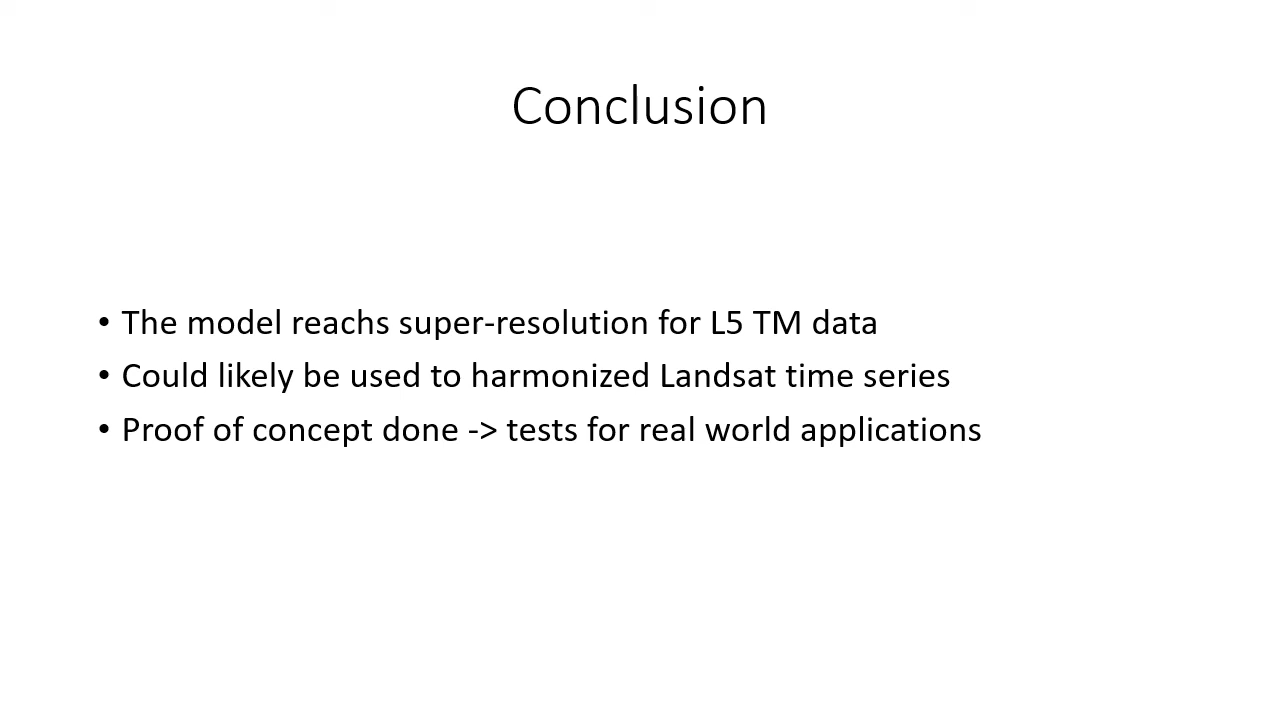 Conclusion
• The model reachs super-resolution for L5 TM data
• Could likely be used to harmonized Landsat time series
• Proof of concept done -> tests for real world applications